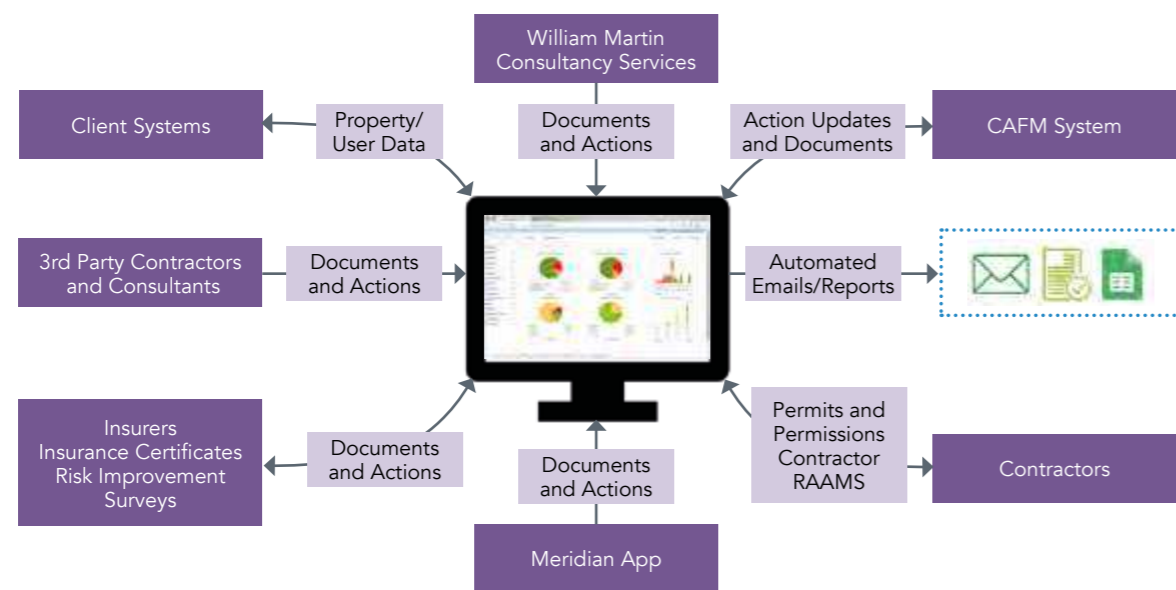 William Martin
Consultancy Services
Client Systems
Property/
User Data
Documents
and Actions
Action Updates
and Documents
CAFM System
3rd Party Contractors
and Consultants
Documents
and Actions
Automated
Emails/Reports
Insurers
Insurance Certificates
Risk Improvement
Surveys
Documents
and Actions
Documents
and Actions
Permits and
Permissions
Contractor
RAAMS
Contractors
Meridian App